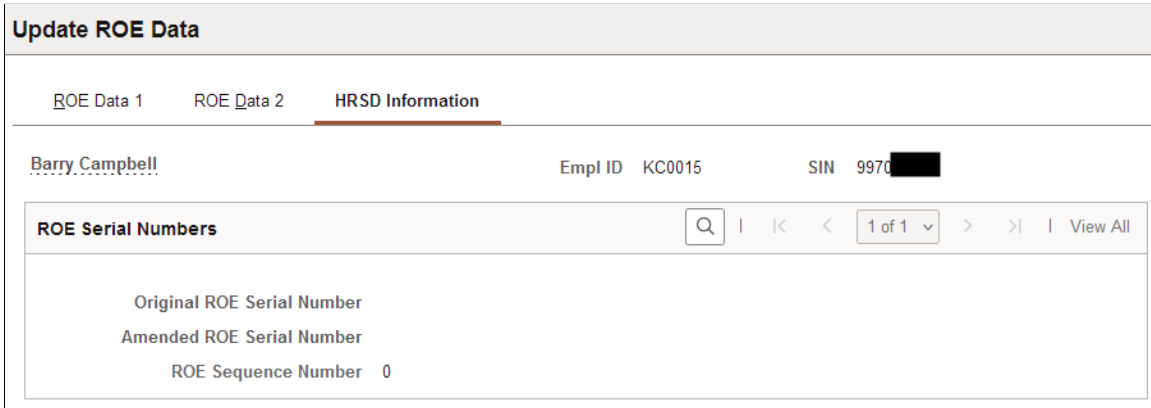 Update ROE Data
ROE Data 1 ROE Data 2 HRSD Information
Barry Campbell Empl ID KC0015 SIN 9970
ROE Serial Numbers | 1 of 1 | View All
Original ROE Serial Number
Amended ROE Serial Number
ROE Sequence Number 0